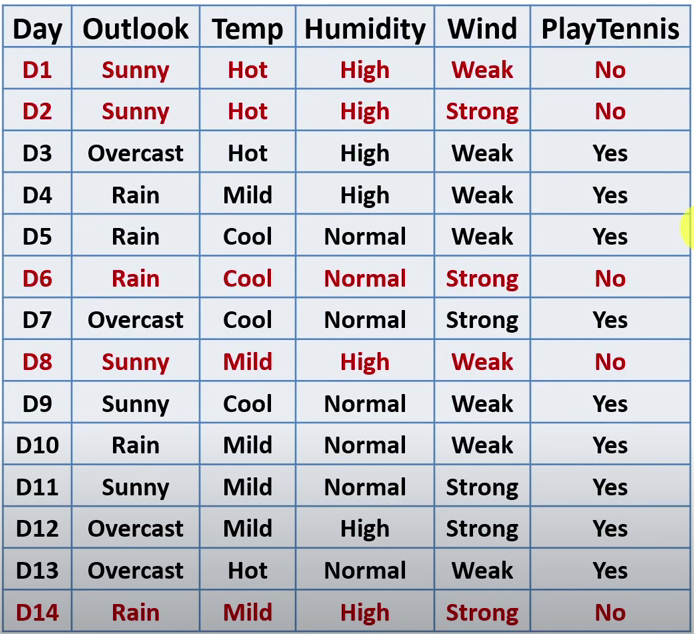 Day Outlook Temp Humidity Wind PlayTennis
D1 Sunny Hot High Weak No
D2 Sunny Hot High Strong No
D3 Overcast Hot High Weak Yes
D4 Rain Mild High Weak Yes
D5 Rain Cool Normal Weak Yes
D6 Rain Cool Normal Strong No
D7 Overcast Cool Normal Strong Yes
D8 Sunny Mild High Weak No
D9 Sunny Cool Normal Weak Yes
D10 Rain Mild Normal Weak Yes
D11 Sunny Mild Normal Strong Yes
D12 Overcast Mild High Strong Yes
D13 Overcast Hot Normal Weak Yes
D14 Rain Mild High Strong No